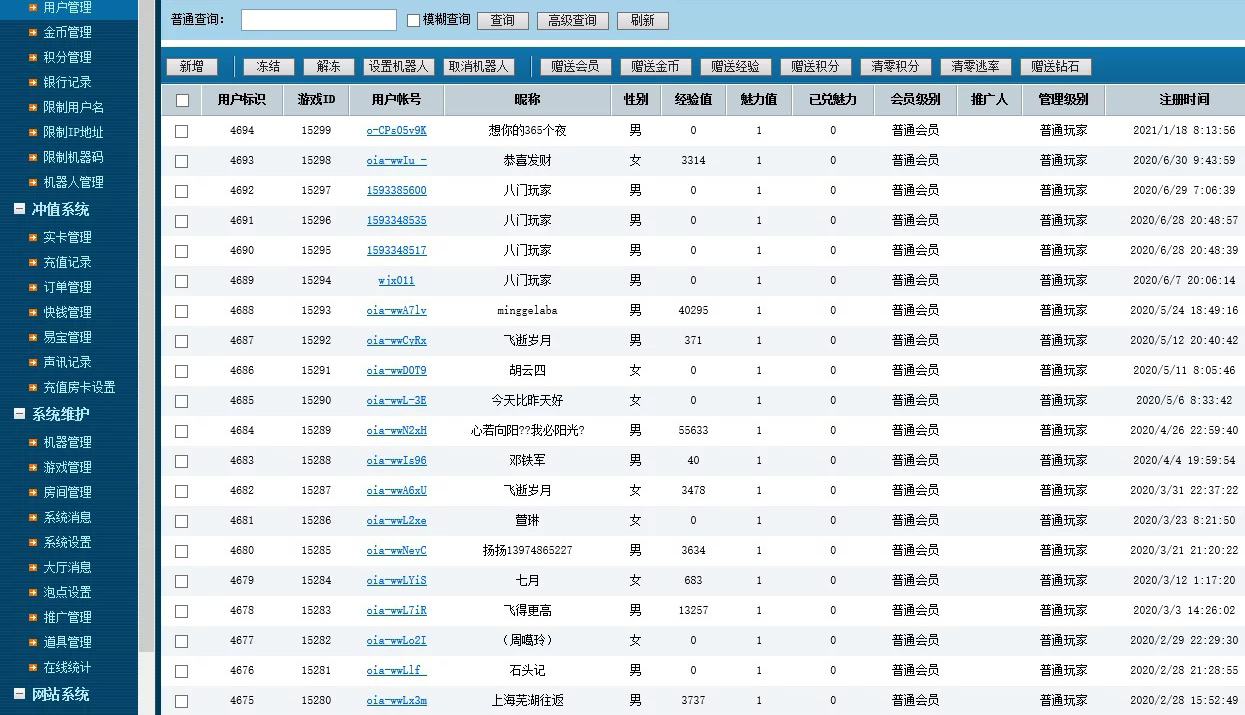 用户管理
金币管理
积分管理
银行记录
限制用户名
限制IP地址
限制机器码
机器人管理
冲值系统
实卡管理
充值记录
订单管理
快钱管理
易宝管理
声讯记录
充值房卡设置
系统维护
机器管理
游戏管理
房间管理
系统消息
系统设置
大厅消息
泡点设置
推广管理
道具管理
在线统计
网站系统
普通查询: 模糊查询 查询 高级查询 刷新
新增 冻结 解冻 设置机器人 取消机器人 赠送会员 赠送金币 赠送经验 赠送积分 清零积分 清零逃率 赠送钻石
用户标识 游戏ID 用户帐号 昵称 性别 经验值 魅力值 已兑魅力 会员级别 推广人 管理级别 注册时间
4694 15299 o-CPs05v9K 想你的365个夜 男 0 1 0 普通会员 普通玩家 2021/1/18 8:13:56
4693 15298 oia-wwIu_- 恭喜发财 女 3314 1 0 普通会员 普通玩家 2020/6/30 9:43:59
4692 15297 1593385600 八门玩家 男 0 1 0 普通会员 普通玩家 2020/6/29 7:06:39
4691 15296 1593348535 八门玩家 男 0 1 0 普通会员 普通玩家 2020/6/28 20:48:57
4690 15295 1593348517 八门玩家 男 0 1 0 普通会员 普通玩家 2020/6/28 20:48:39
4689 15294 wjx011 八门玩家 男 0 1 0 普通会员 普通玩家 2020/6/7 20:06:14
4688 15293 oia-wwA7lv minggelaba 男 40295 1 0 普通会员 普通玩家 2020/5/24 18:49:16
4687 15292 oia-wwCyRx 飞逝岁月 男 371 1 0 普通会员 普通玩家 2020/5/12 20:40:42
4686 15291 oia-wwDOT9 胡云四 女 0 1 0 普通会员 普通玩家 2020/5/11 8:05:46
4685 15290 oia-wwL-3E 今天比昨天好 女 0 1 0 普通会员 普通玩家 2020/5/6 8:33:42
4684 15289 oia-wwN2xH 心若向阳??我必阳光? 男 55633 1 0 普通会员 普通玩家 2020/4/26 22:59:40
4683 15288 oia-wwIs96 邓铁军 男 40 1 0 普通会员 普通玩家 2020/4/4 19:59:54
4682 15287 oia-wwA6xU 飞逝岁月 女 3478 1 0 普通会员 普通玩家 2020/3/31 22:37:22
4681 15286 oia-wwL2xe 萱琳 女 0 1 0 普通会员 普通玩家 2020/3/23 8:21:50
4680 15285 oia-wwNeyC 扬扬13974865227 男 3634 1 0 普通会员 普通玩家 2020/3/21 21:20:22
4679 15284 oia-wwLYiS 七月 女 683 1 0 普通会员 普通玩家 2020/3/12 1:17:20
4678 15283 oia-wwL7iR 飞得更高 男 13257 1 0 普通会员 普通玩家 2020/3/3 14:26:02
4677 15282 oia-wwLo2I （周噶玲） 女 0 1 0 普通会员 普通玩家 2020/2/29 22:29:30
4676 15281 oia-wwLlf_ 石头记 男 0 1 0 普通会员 普通玩家 2020/2/28 21:28:55
4675 15280 oia-wwLx3m 上海芜湖往返 男 3737 1 0 普通会员 普通玩家 2020/2/28 15:52:49